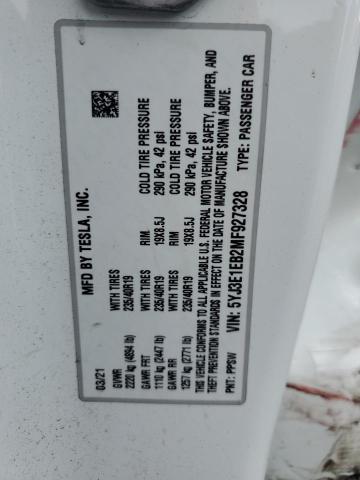 MFD BY TESLA, INC.
03/21
GVWR WITH TIRES RIM COLD TIRE PRESSURE
2220 kg (4894 lb) 235/40R19 19X8.5J 290 kPa, 42 psi
GAWR FRT WITH TIRES RIM COLD TIRE PRESSURE
1110 kg (2447 lb) 235/40R19 19X8.5J 290 kPa, 42 psi
GAWR RR WITH TIRES
1257 kg (2771 lb) 235/40R19
THIS VEHICLE CONFORMS TO ALL APPLICABLE U.S. FEDERAL MOTOR VEHICLE SAFETY, BUMPER, AND
THEFT PREVENTION STANDARDS IN EFFECT ON THE DATE OF MANUFACTURE SHOWN ABOVE.
VIN: 5YJ3E1EB2MF927328 TYPE: PASSENGER CAR
PNT: PPSW